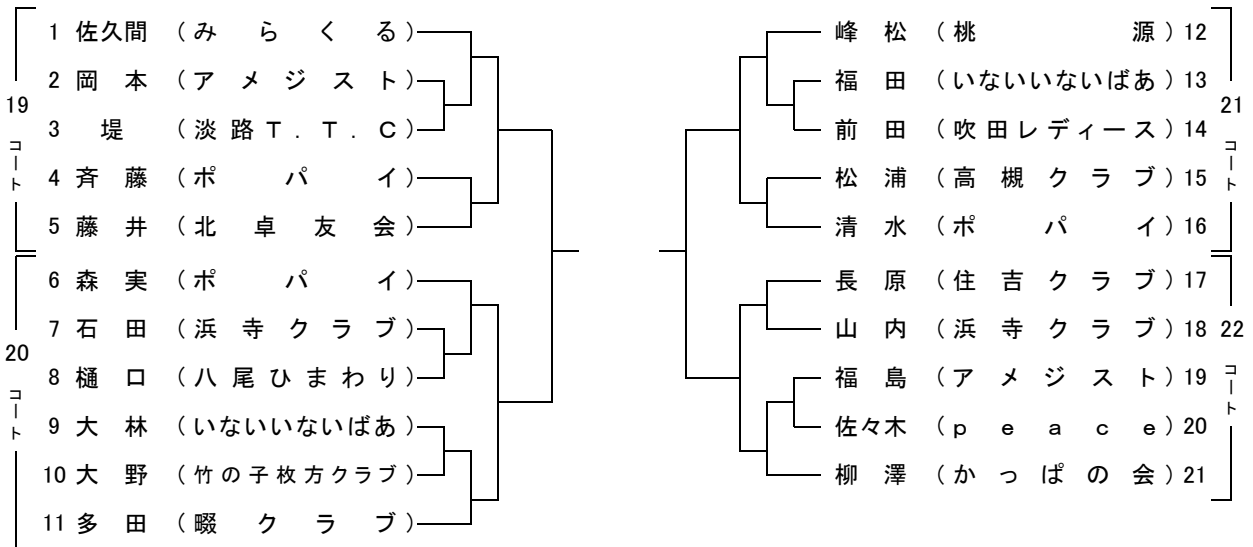 19
コート
1 佐久間 (みらくる)
2 岡本 (アメジスト)
3 堤 (淡路T.T.C)
4 斉藤 (ポパイ)
5 藤井 (北卓友会)
20
コート
6 森実 (ポパイ)
7 石田 (浜寺クラブ)
8 樋口 (八尾ひまわり)
9 大林 (いないいないばあ)
10 大野 (竹の子枚方クラブ)
11 多田 (畷クラブ)
峰松 (桃源) 12
福田 (いないいないばあ) 13
前田 (吹田レディース) 14
松浦 (高槻クラブ) 15
清水 (ポパイ) 16
21
コート
長原 (住吉クラブ) 17
山内 (浜寺クラブ) 18
福島 (アメジスト) 19
佐々木 (peace) 20
柳澤 (かっぱの会) 21
22
コート